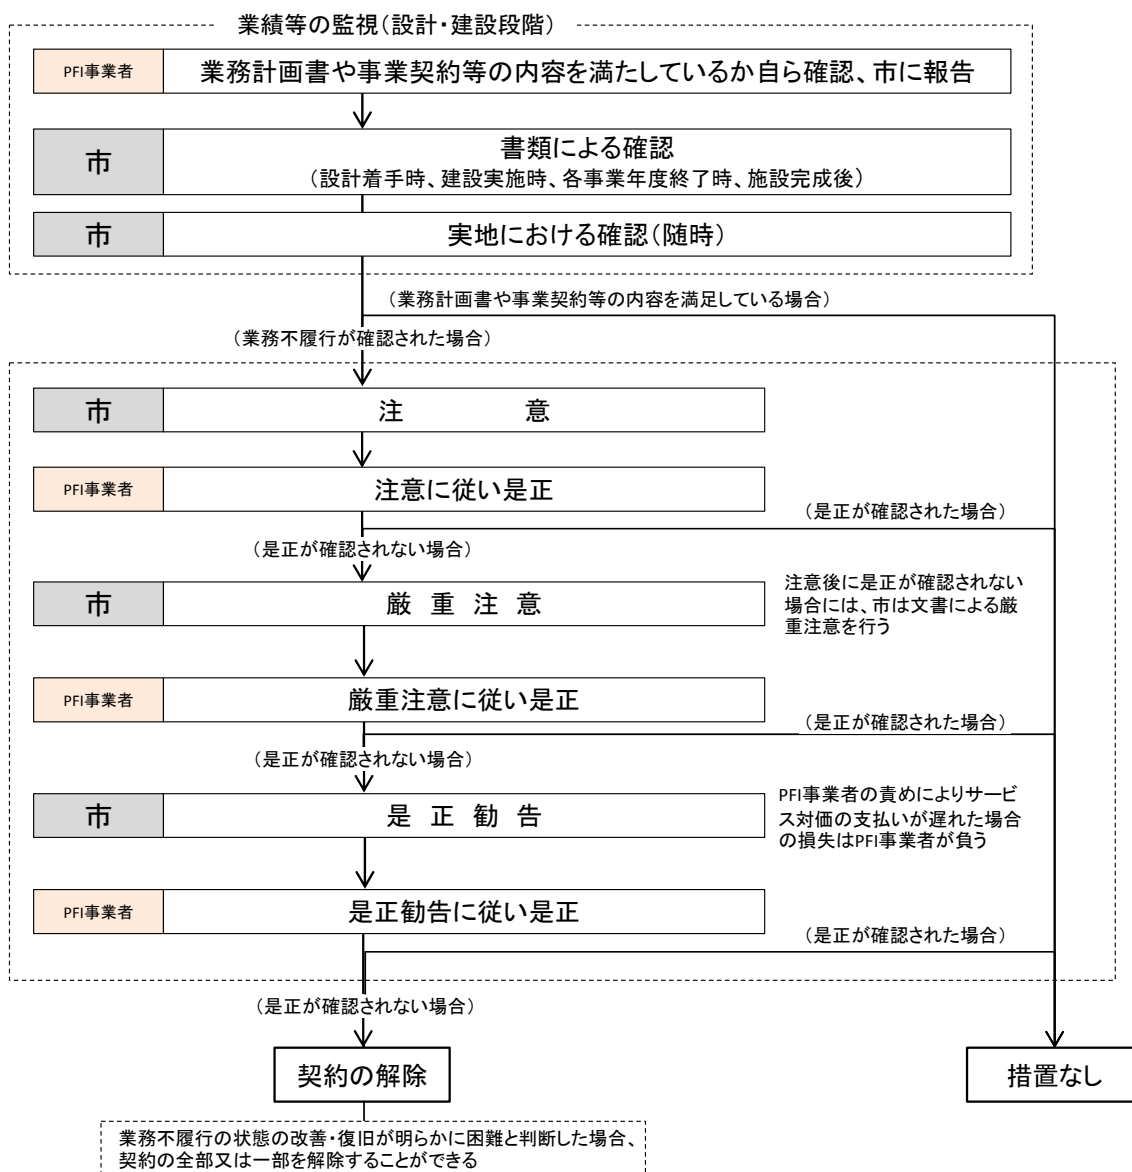 業績等の監視(設計・建設段階)
PFI事業者 業務計画書や事業契約等の内容を満たしているか自ら確認、市に報告
市 書類による確認
(設計着手時、建設実施時、各事業年度終了時、施設完成後)
市 実地における確認(随時)
(業務計画書や事業契約等の内容を満足している場合)
(業務不履行が確認された場合)
市 注 意
PFI事業者 注意に従い是正
(是正が確認された場合)
(是正が確認されない場合)
市 厳 重 注 意
注意後に是正が確認されない
場合には、市は文書による厳
重注意を行う
PFI事業者 厳重注意に従い是正
(是正が確認された場合)
(是正が確認されない場合)
市 是 正 勧 告
PFI事業者の責めによりサービ
ス対価の支払いが遅れた場合
の損失はPFI事業者が負う
PFI事業者 是正勧告に従い是正
(是正が確認された場合)
(是正が確認されない場合)
契約の解除
措置なし
業務不履行の状態の改善・復旧が明らかに困難と判断した場合、
契約の全部又は一部を解除することができる